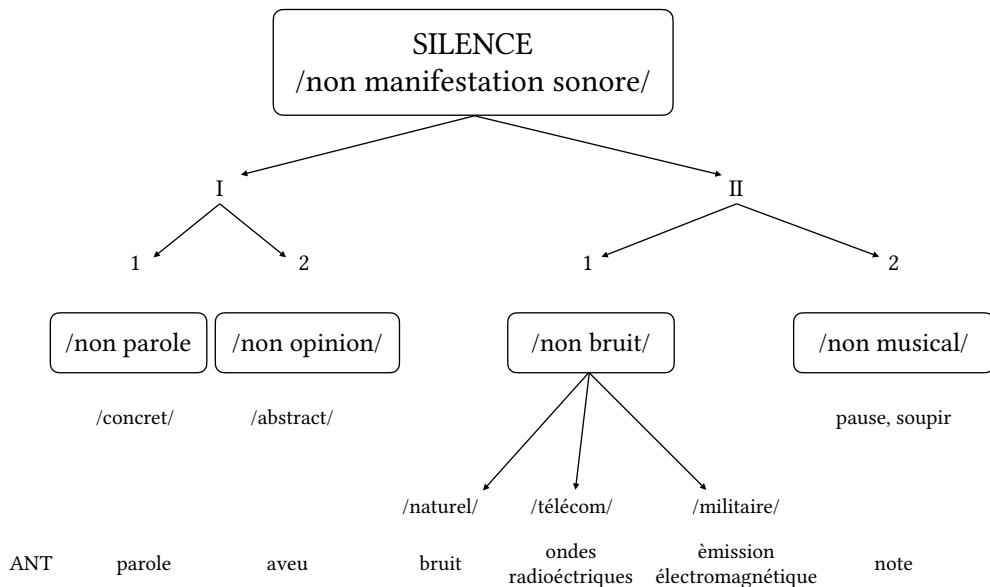 SILENCE
/non manifestation sonore/
I
II
1
2
1
2
/non parole
/non opinion/
/non bruit/
/non musical/
/concret/
/abstract/
pause, soupir
/naturel/
/télécom/
/militaire/
ANT
parole
aveu
bruit
ondes
radioéctriques
èmission
électromagnétique
note